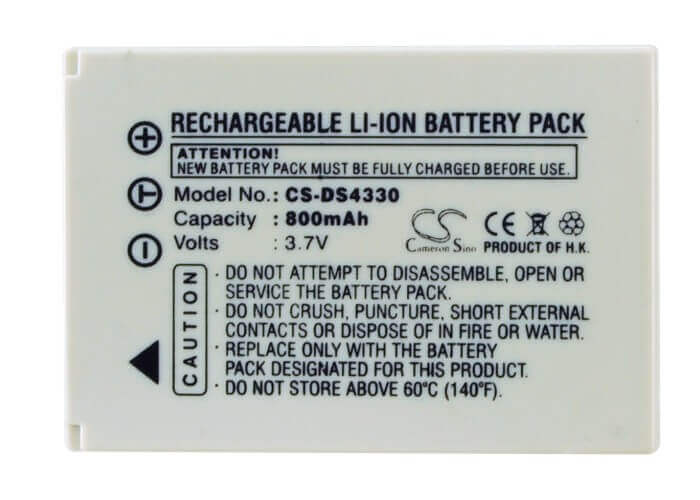 RECHARGEABLE LI-ION BATTERY PACK
ATTENTION!
NEW BATTERY PACK MUST BE FULLY CHARGED BEFORE USE.
Model No.: CS-DS4330
Capacity : 800mAh
Volts : 3.7V
CS
Cameron Sino
CE
PRODUCT OF H.K.
+
T
−
CAUTION
· DO NOT ATTEMPT TO DISASSEMBLE, OPEN OR
SERVICE THE BATTERY PACK.
· DO NOT CRUSH, PUNCTURE, SHORT EXTERNAL
CONTACTS OR DISPOSE OF IN FIRE OR WATER.
· REPLACE ONLY WITH THE BATTERY
PACK DESIGNATED FOR THIS PRODUCT.
· DO NOT STORE ABOVE 60°C (140°F).